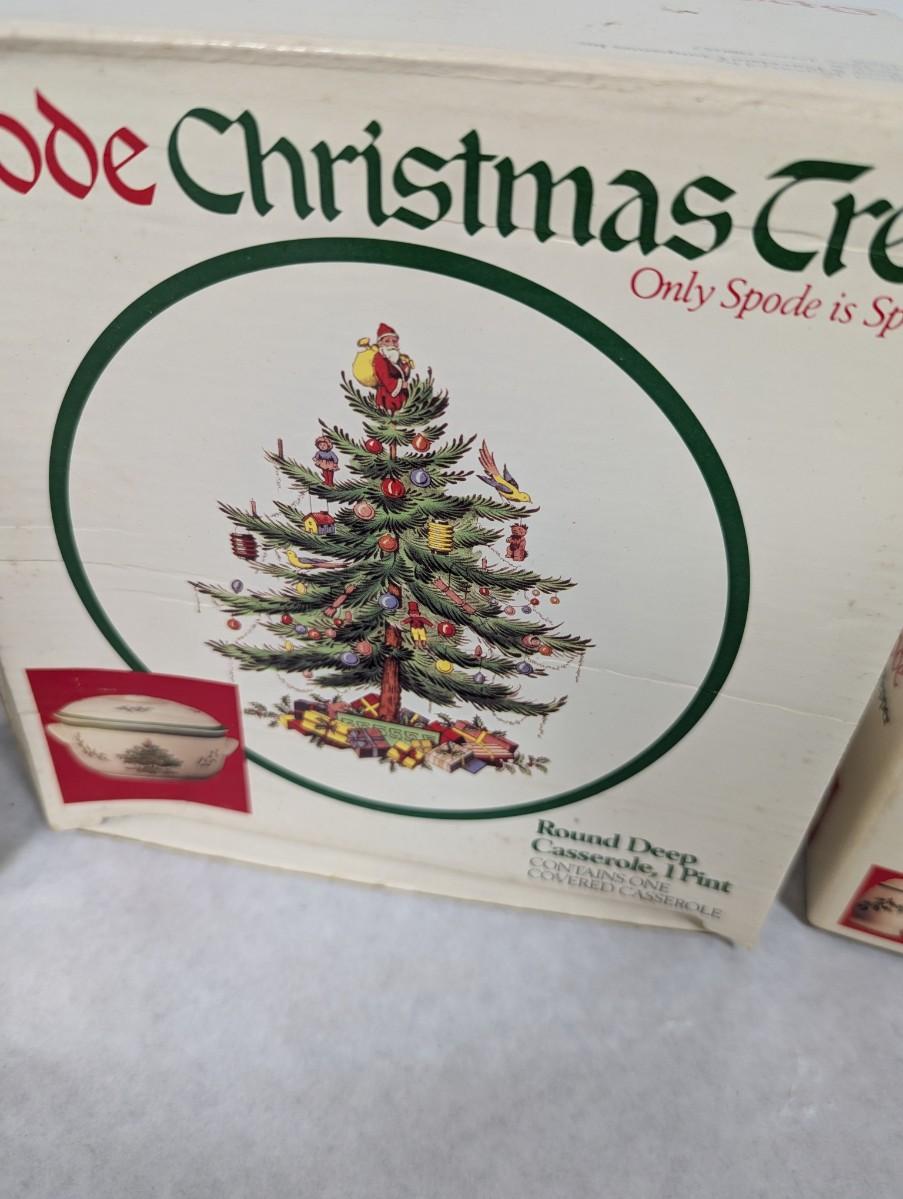 ode Christmas Tre
Only Spode is Sp
Round Deep
Casserole, 1 Pint
CONTAINS ONE
COVERED CASSEROLE